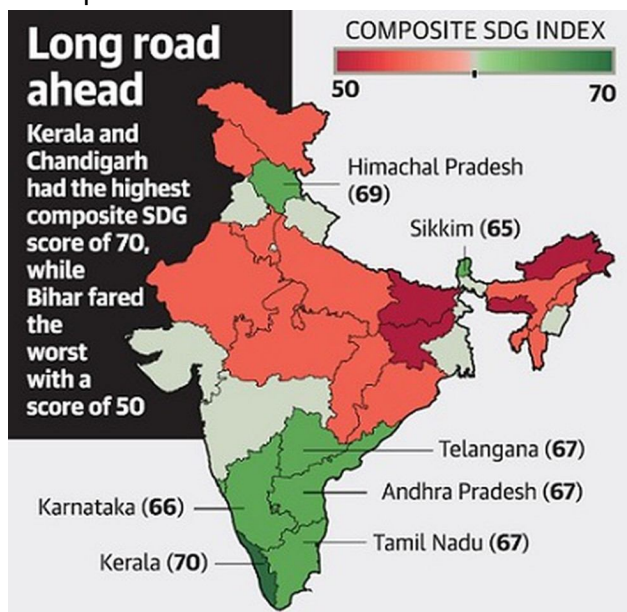 Long road
ahead
Kerala and
Chandigarh
had the highest
composite SDG
score of 70,
while
Bihar fared
the
worst
with a
score of 50
COMPOSITE SDG INDEX
50
70
Himachal Pradesh
(69)
Sikkim (65)
Telangana (67)
Andhra Pradesh (67)
Karnataka (66)
Tamil Nadu (67)
Kerala (70)